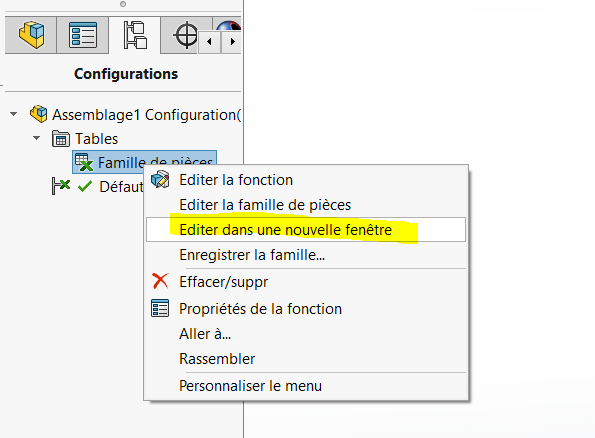 Configurations
Assemblage1 Configuration(
Tables
Famille de pièces
Défaut
Editer la fonction
Editer la famille de pièces
Editer dans une nouvelle fenêtre
Enregistrer la famille...
Effacer/suppr
Propriétés de la fonction
Aller à...
Rassembler
Personnaliser le menu